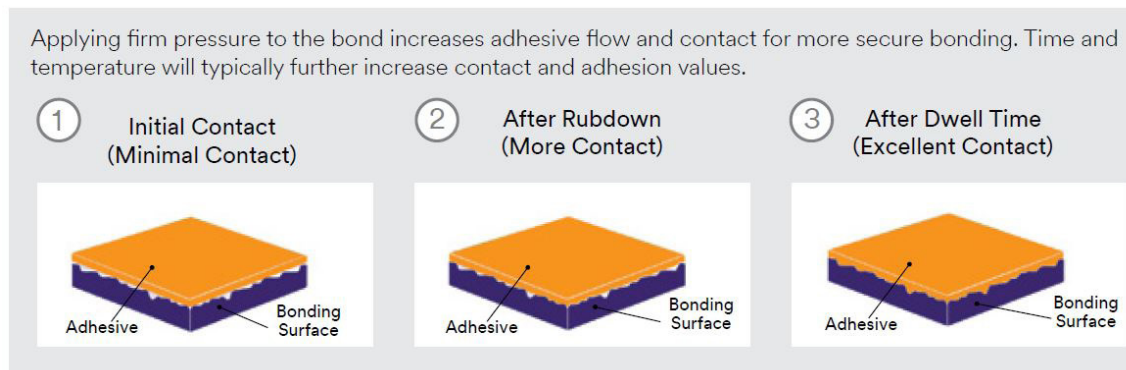 Applying firm pressure to the bond increases adhesive flow and contact for more secure bonding. Time and
temperature will typically further increase contact and adhesion values.
1
Initial Contact
(Minimal Contact)
Adhesive
Bonding
Surface
2
After Rubdown
(More Contact)
Adhesive
Bonding
Surface
3
After Dwell Time
(Excellent Contact)
Adhesive
Bonding
Surface